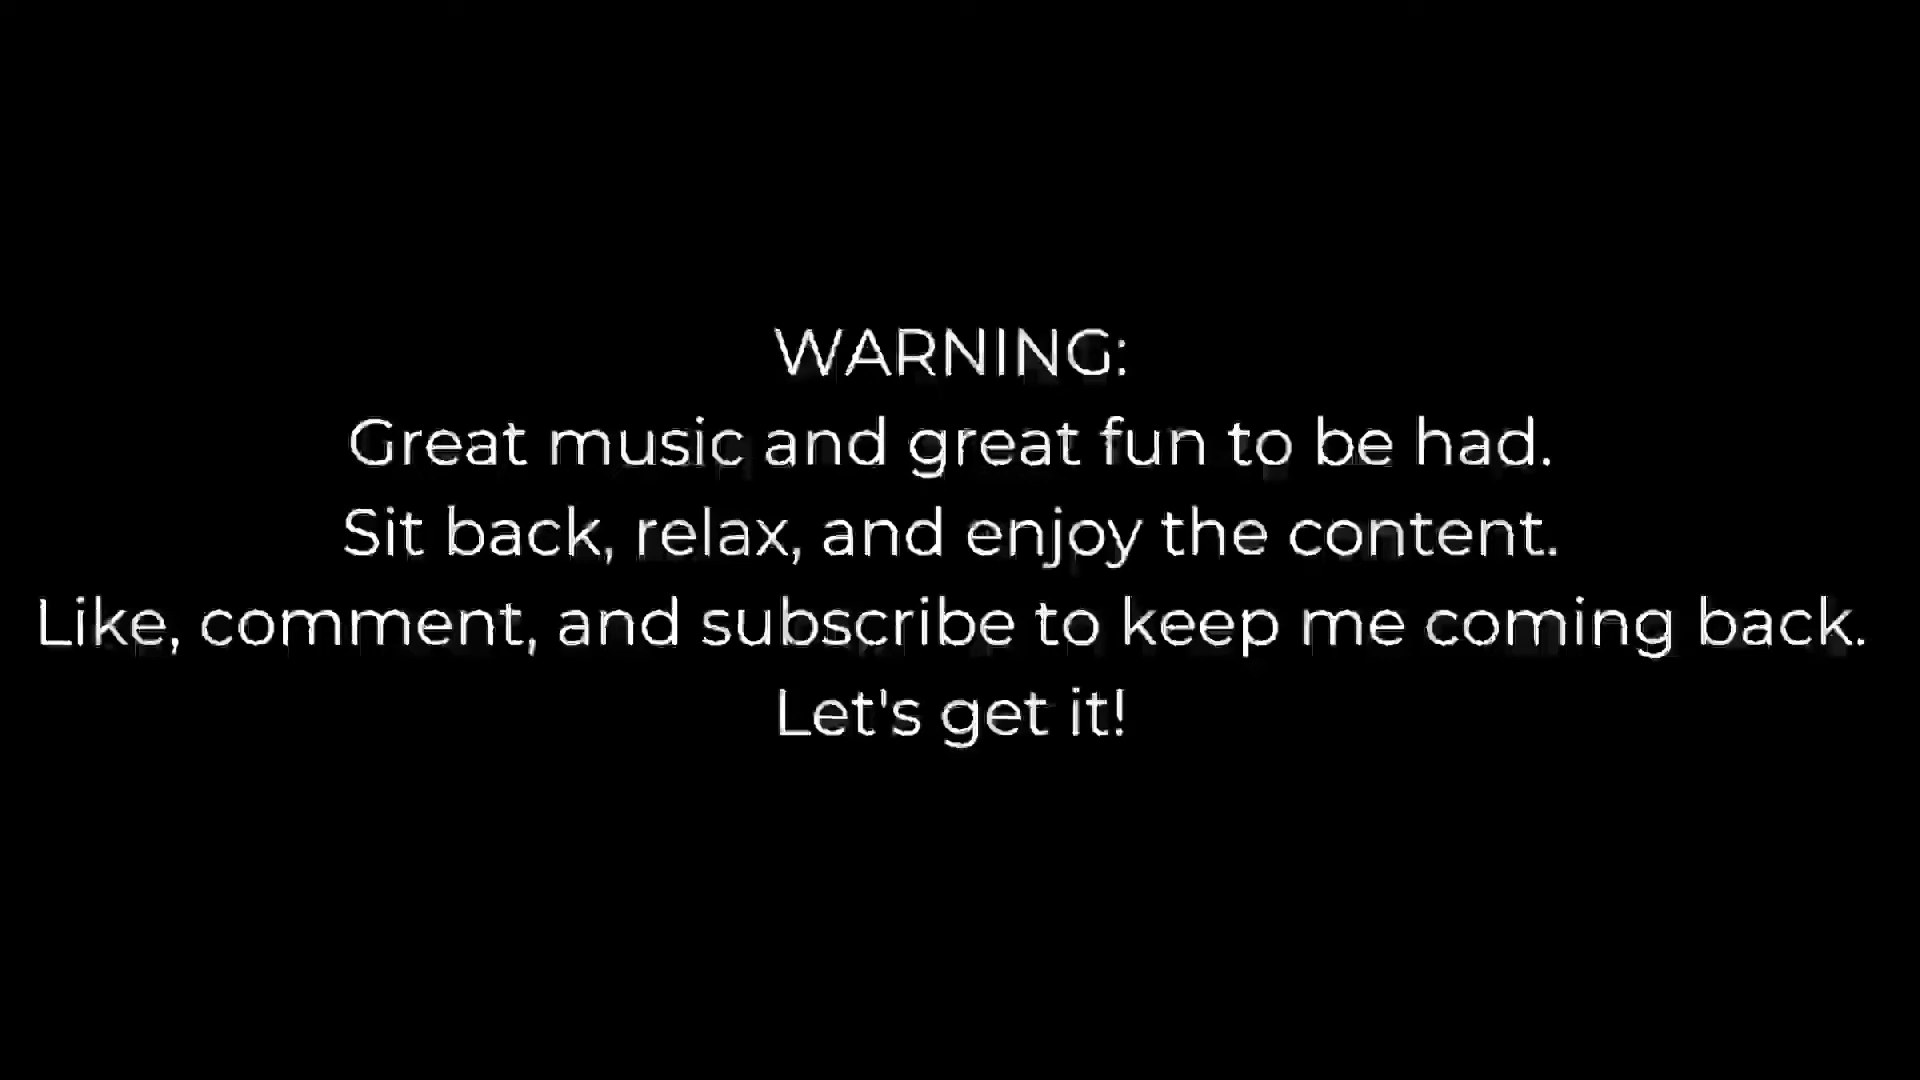 WARNING:
Great music and great fun to be had.
Sit back, relax, and enjoy the content.
Like, comment, and subscribe to keep me coming back.
Let's get it!